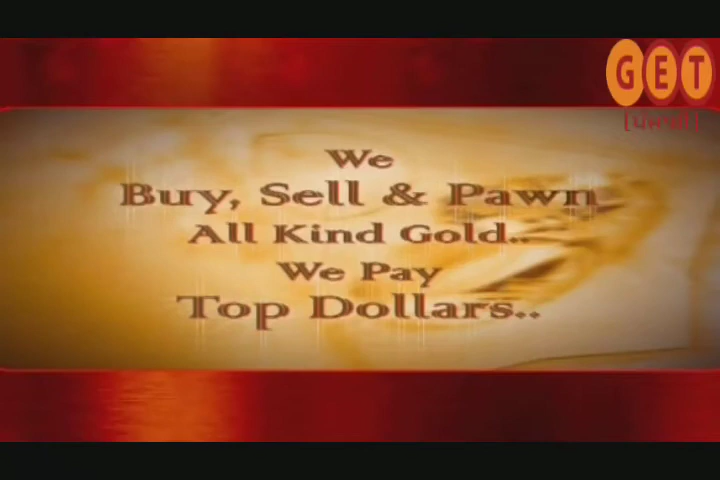 GET
We
Buy, Sell & Pawn
All Kind Gold..
We Pay
Top Dollars..